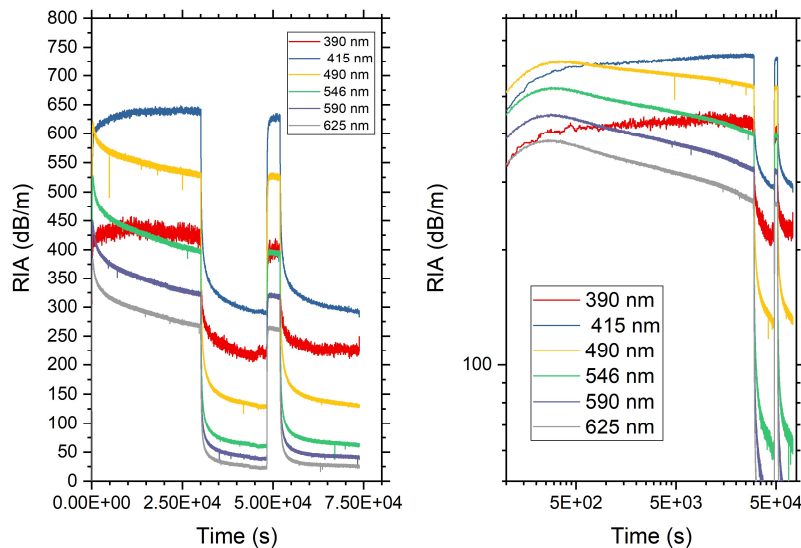 800
750
700
650
600
550
500
450
400
350
300
250
200
150
100
50
0
RIA (dB/m)
390 nm
415 nm
490 nm
546 nm
590 nm
625 nm
0.00E+00 2.50E+04 5.00E+04 7.50E+04
Time (s)
100
RIA (dB/m)
390 nm
415 nm
490 nm
546 nm
590 nm
625 nm
5E+02 5E+03 5E+04
Time (s)